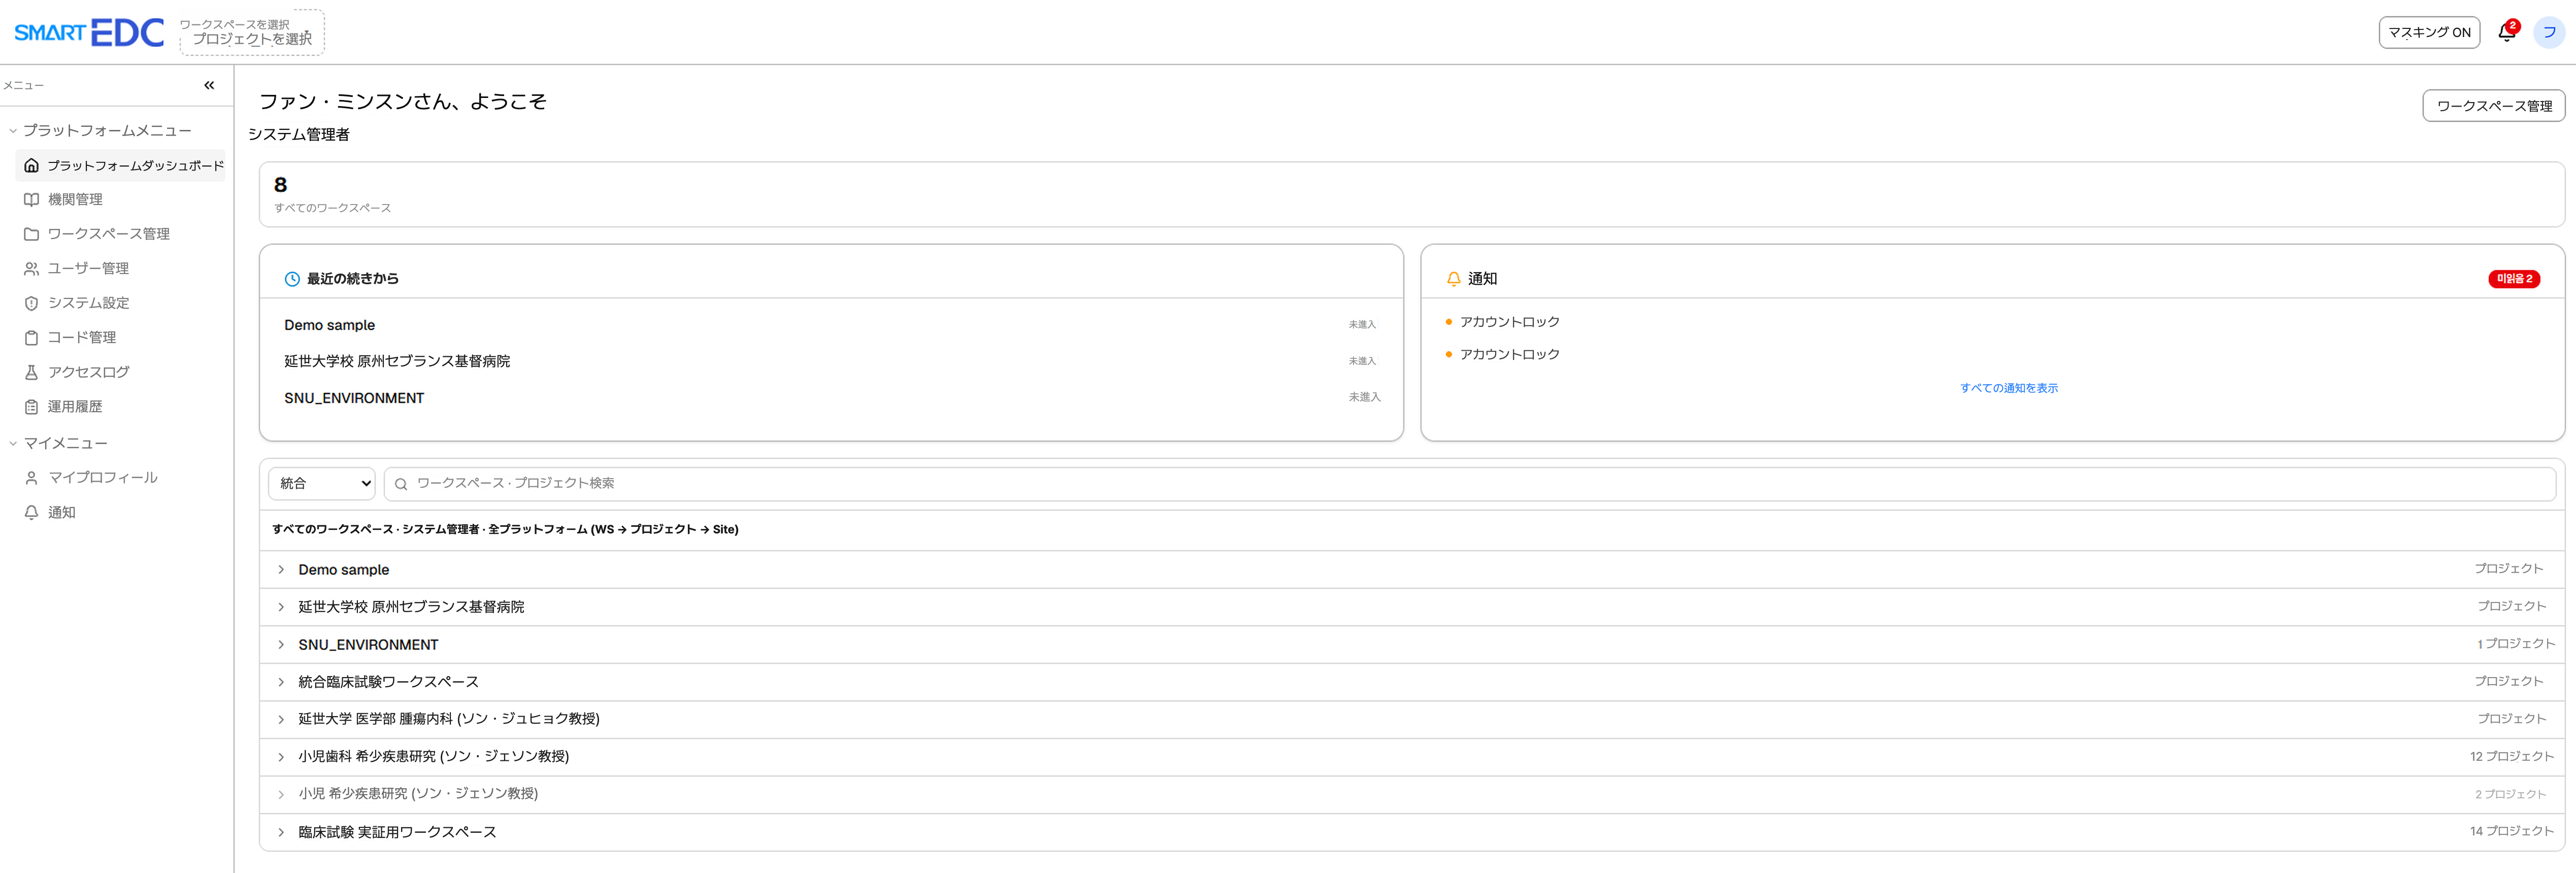 SMART EDC
ワークスペースを選択
プロジェクトを選択
マスキング ON
2
フ
メニュー
プラットフォームメニュー
プラットフォームダッシュボード
機関管理
ワークスペース管理
ユーザー管理
システム設定
コード管理
アクセスログ
運用履歴
マイメニュー
マイプロフィール
通知
ファン・ミンスンさん、ようこそ
システム管理者
ワークスペース管理
8
すべてのワークスペース
最近の続きから
Demo sample 未進入
延世大学校 原州セブランス基督病院 未進入
SNU_ENVIRONMENT 未進入
通知
미읽음 2
アカウントロック
アカウントロック
すべての通知を表示
統合
ワークスペース · プロジェクト検索
すべてのワークスペース · システム管理者 · 全プラットフォーム (WS → プロジェクト → Site)
Demo sample プロジェクト
延世大学校 原州セブランス基督病院 プロジェクト
SNU_ENVIRONMENT 1 プロジェクト
統合臨床試験ワークスペース プロジェクト
延世大学 医学部 腫瘍内科 (ソン・ジュヒョク教授) プロジェクト
小児歯科 希少疾患研究 (ソン・ジェソン教授) 12 プロジェクト
小児 希少疾患研究 (ソン・ジェソン教授) 2 プロジェクト
臨床試験 実証用ワークスペース 14 プロジェクト